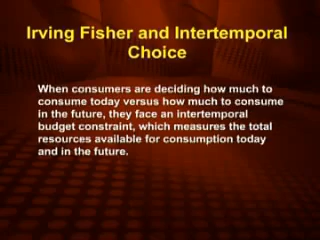 Irving Fisher and Intertemporal
Choice
When consumers are deciding how much to
consume today versus how much to consume
in the future, they face an intertemporal
budget constraint, which measures the total
resources available for consumption today
and in the future.